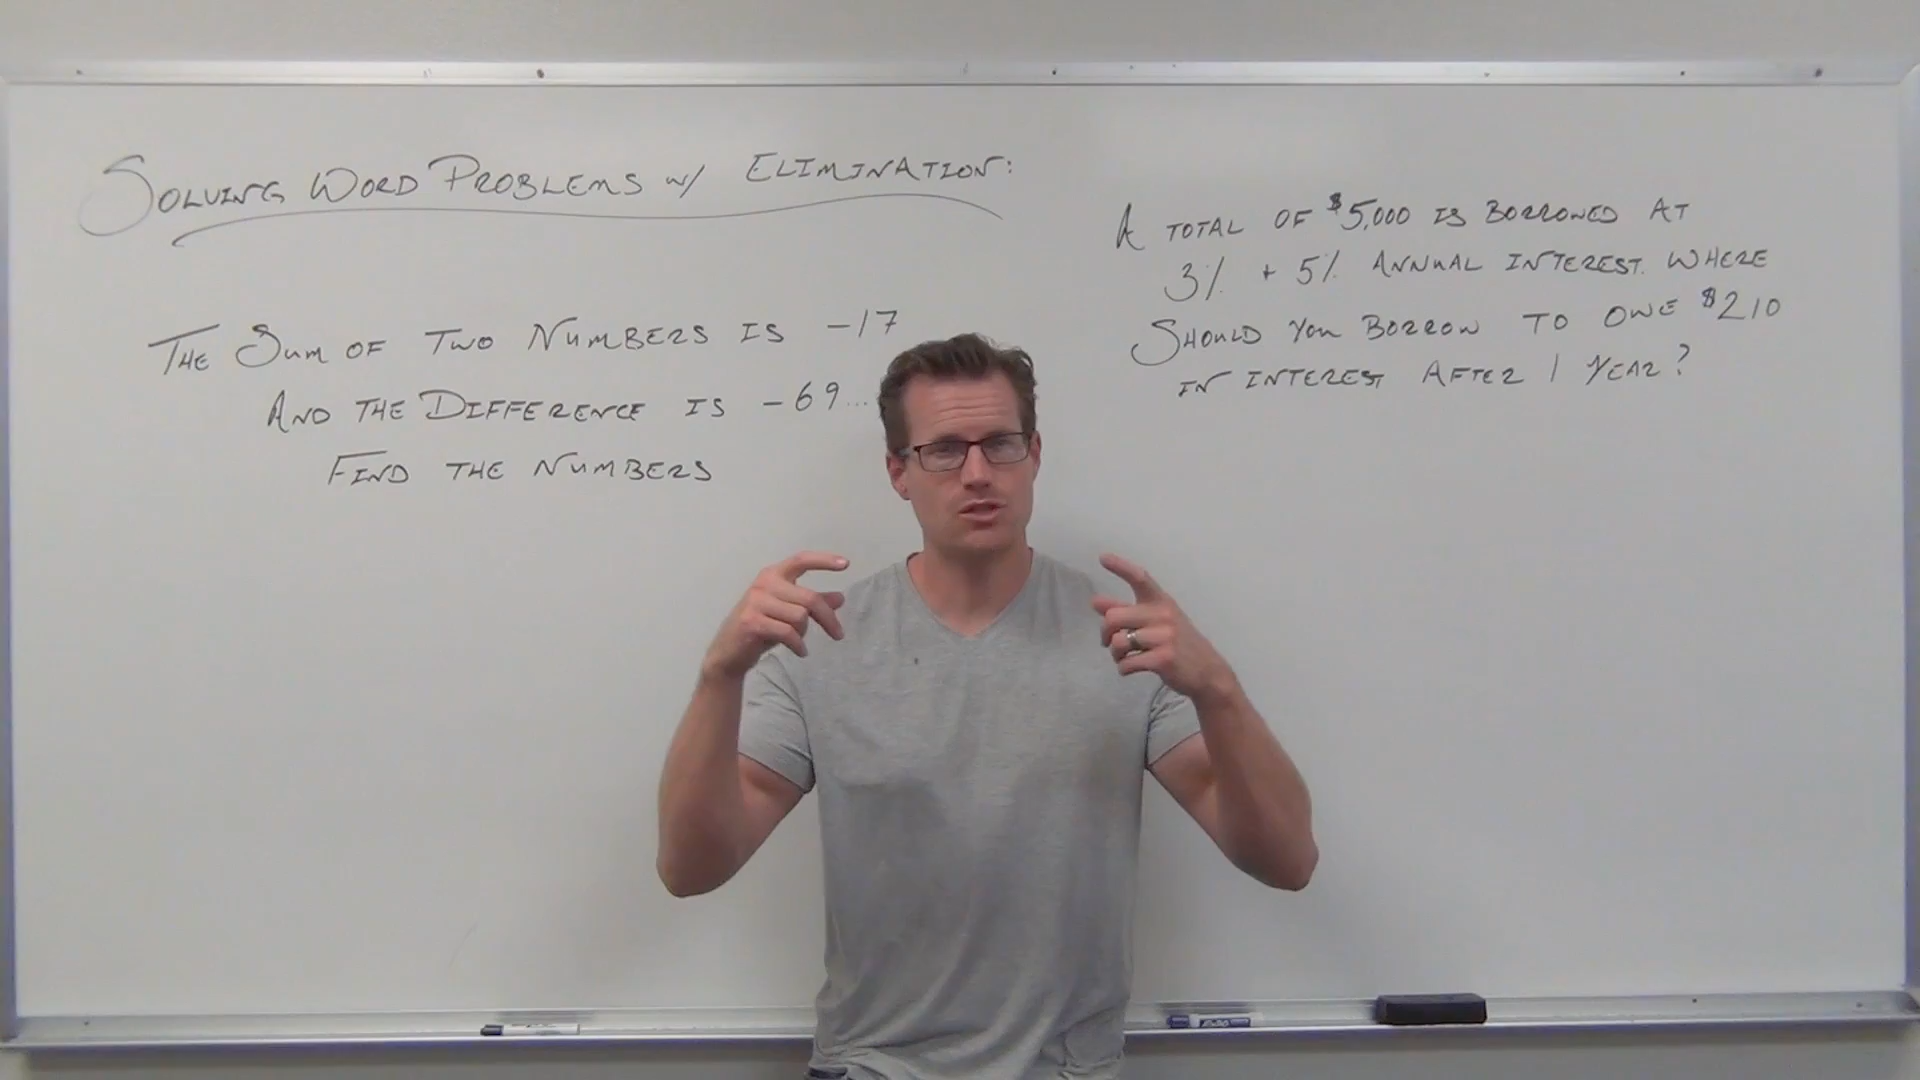 SOLVING WORD PROBLEMS W/ ELIMINATION:
THE SUM OF TWO NUMBERS IS -17
AND THE DIFFERENCE IS -69...
FIND THE NUMBERS
A TOTAL OF $5,000 IS BORROWED AT
3% + 5% ANNUAL INTEREST. WHERE
SHOULD YOU BORROW TO OWE $210
IN INTEREST AFTER 1 YEAR?